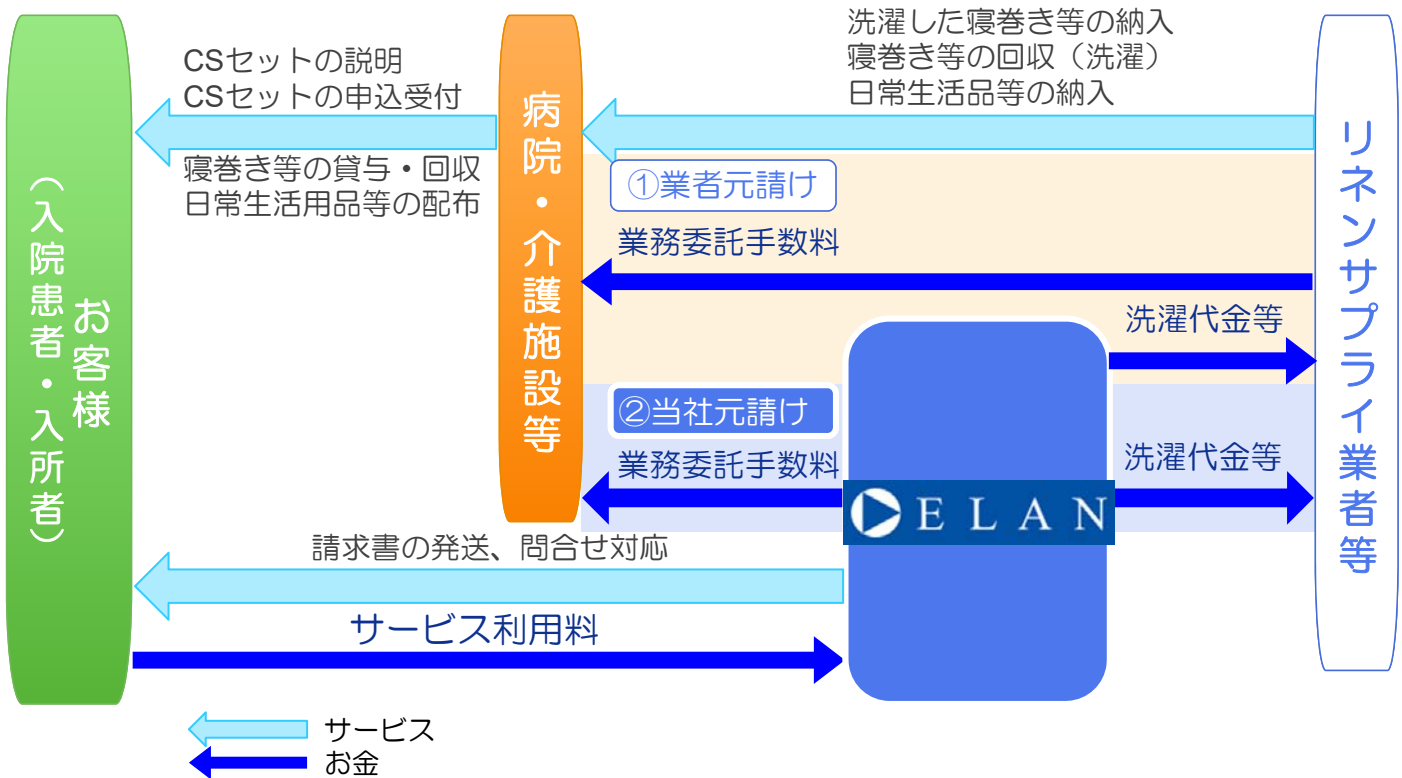 お客様
(入院患者・入所者)
CSセットの説明
CSセットの申込受付
寝巻き等の貸与・回収
日常生活用品等の配布
病院・介護施設等
洗濯した寝巻き等の納入
寝巻き等の回収（洗濯）
日常生活品等の納入
①業者元請け
業務委託手数料
洗濯代金等
②当社元請け
業務委託手数料
洗濯代金等
ELAN
リネンサプライ業者等
請求書の発送、問合せ対応
サービス利用料
サービス
お金